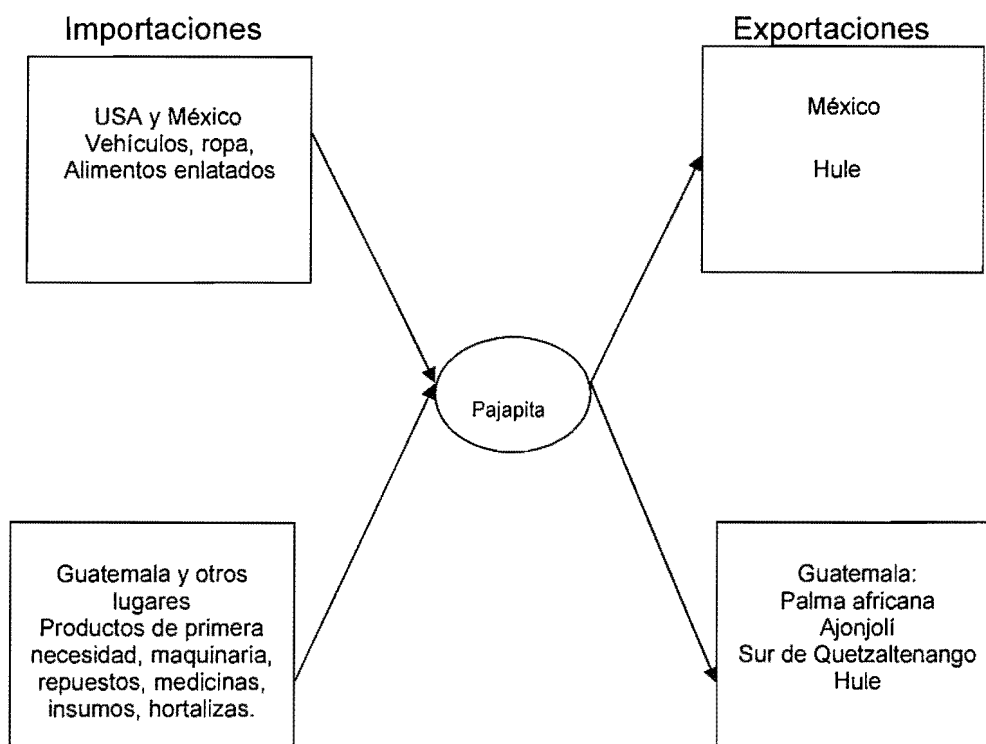 Importaciones
Exportaciones
USA y México
Vehículos, ropa,
Alimentos enlatados
México
Hule
Pajapita
Guatemala y otros
lugares
Productos de primera
necesidad, maquinaria,
repuestos, medicinas,
insumos, hortalizas.
Guatemala:
Palma africana
Ajonjolí
Sur de Quetzaltenango
Hule